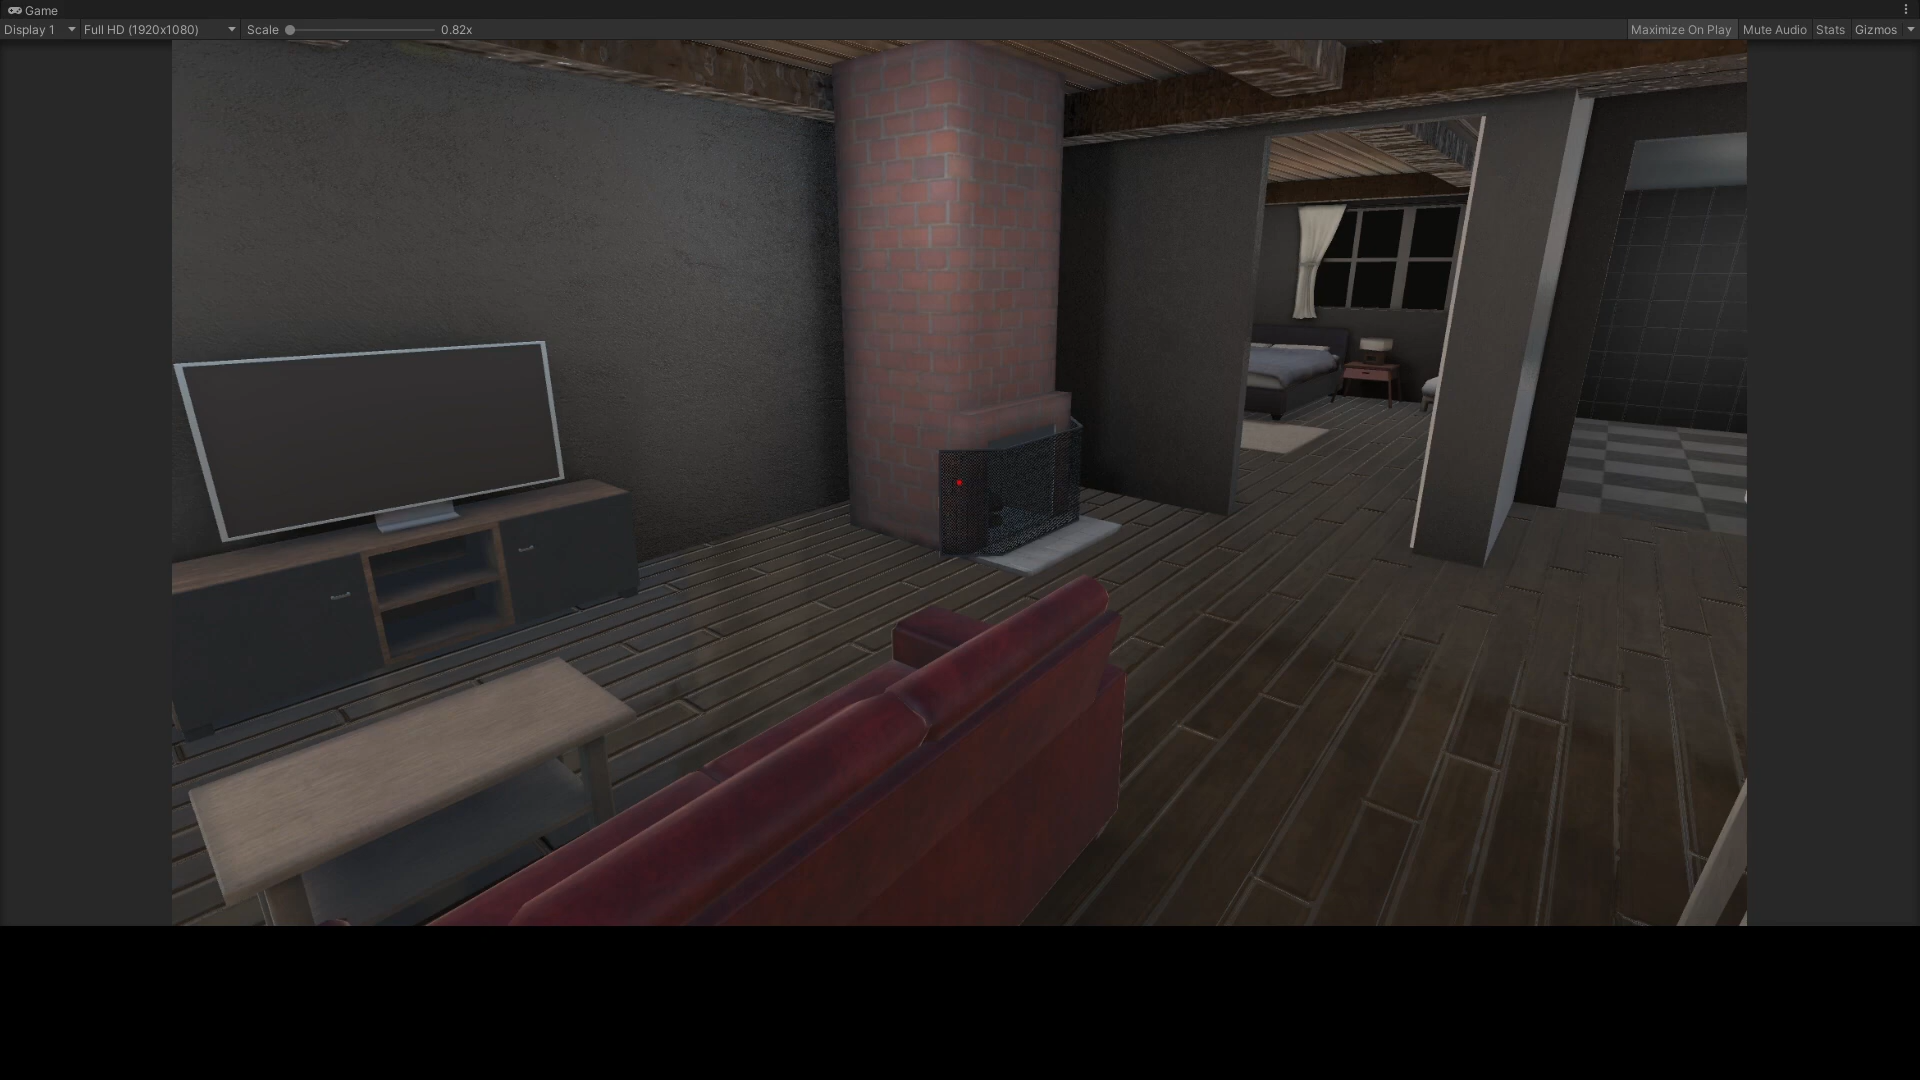 Game
Display 1 Full HD (1920x1080) Scale 0.82x Maximize On Play Mute Audio Stats Gizmos